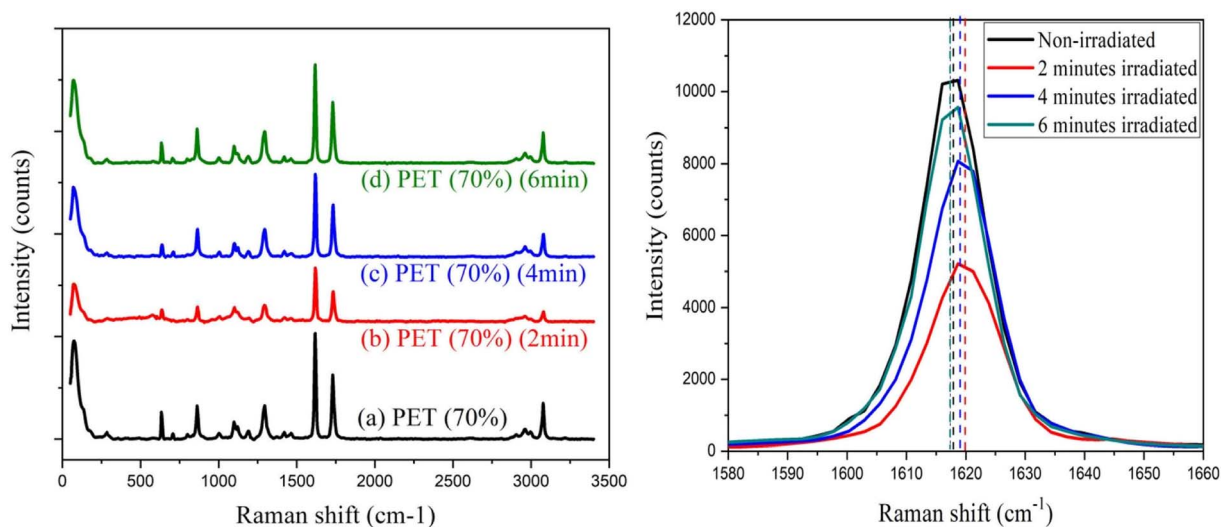 Intensity (counts)
(d) PET (70%) (6min)
(c) PET (70%) (4min)
(b) PET (70%) (2min)
(a) PET (70%)
0 500 1000 1500 2000 2500 3000 3500
Raman shift (cm-1)
Intensity (counts)
12000
10000
8000
6000
4000
2000
0
Non-irradiated
2 minutes irradiated
4 minutes irradiated
6 minutes irradiated
1580 1590 1600 1610 1620 1630 1640 1650 1660
Raman shift (cm⁻¹)